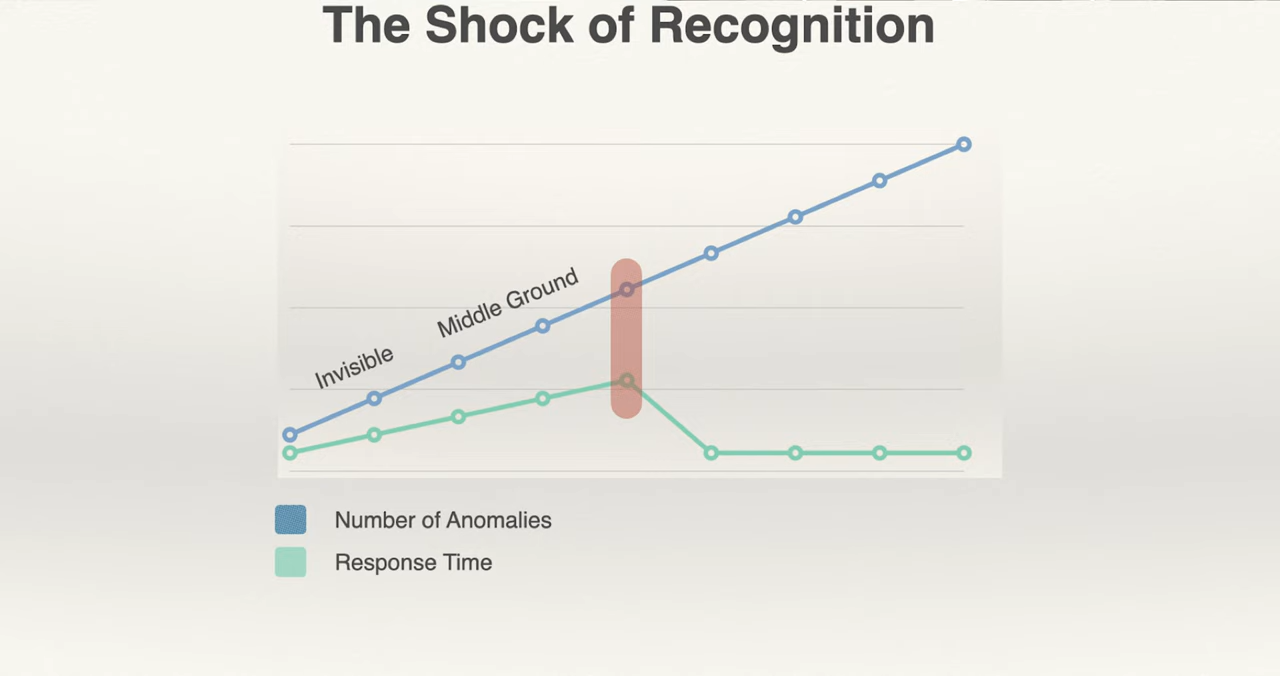 The Shock of Recognition
Invisible
Middle Ground
Number of Anomalies
Response Time